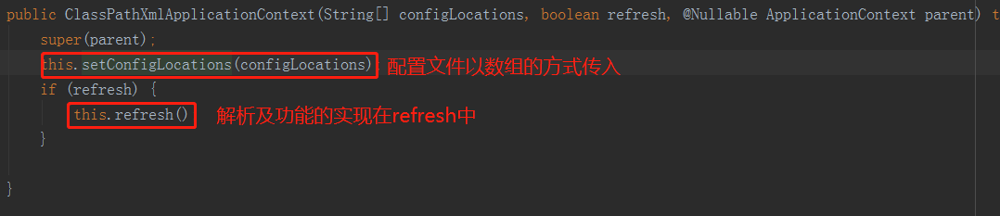 public ClassPathXmlApplicationContext(String[] configLocations, boolean refresh, @Nullable ApplicationContext parent) t
super(parent);
this.setConfigLocations(configLocations) 配置文件以数组的方式传入
if (refresh) {
this.refresh() 解析及功能的实现在refresh中
}
}